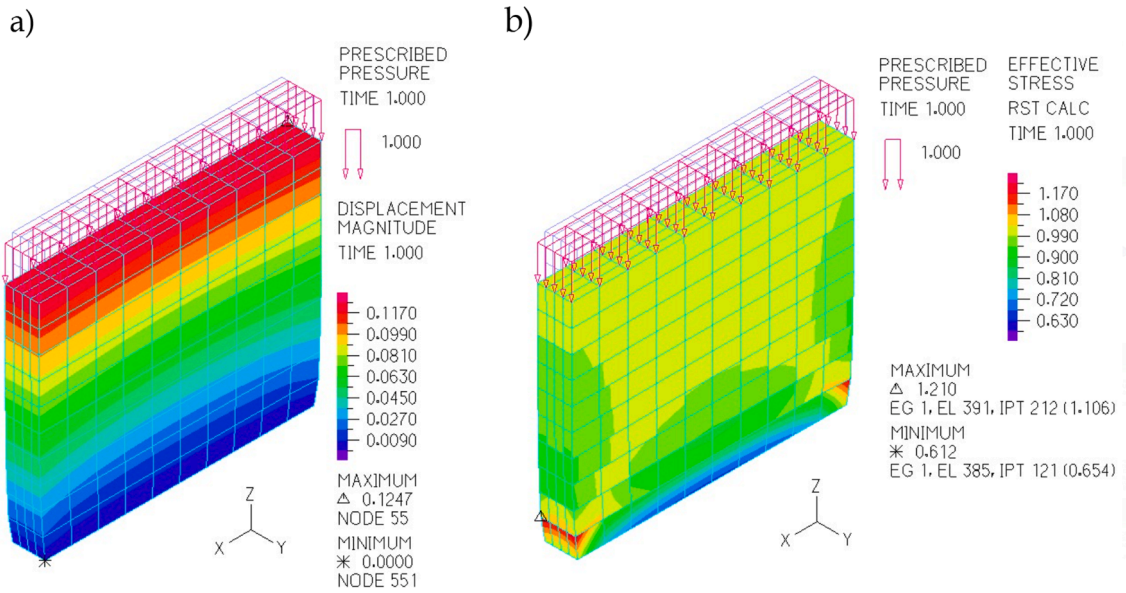 a)
PRESCRIBED
PRESSURE
TIME 1.000
1.000
DISPLACEMENT
MAGNITUDE
TIME 1.000
0.1170
0.0990
0.0810
0.0630
0.0450
0.0270
0.0090
MAXIMUM
△ 0.1247
NODE 55
MINIMUM
✳ 0.0000
NODE 551
Z
X
Y
b)
PRESCRIBED
PRESSURE
TIME 1.000
1.000
EFFECTIVE
STRESS
RST CALC
TIME 1.000
1.170
1.080
0.990
0.900
0.810
0.720
0.630
MAXIMUM
△ 1.210
EG 1, EL 391, IPT 212 (1.106)
MINIMUM
✳ 0.612
EG 1, EL 385, IPT 121 (0.654)
Z
X
Y